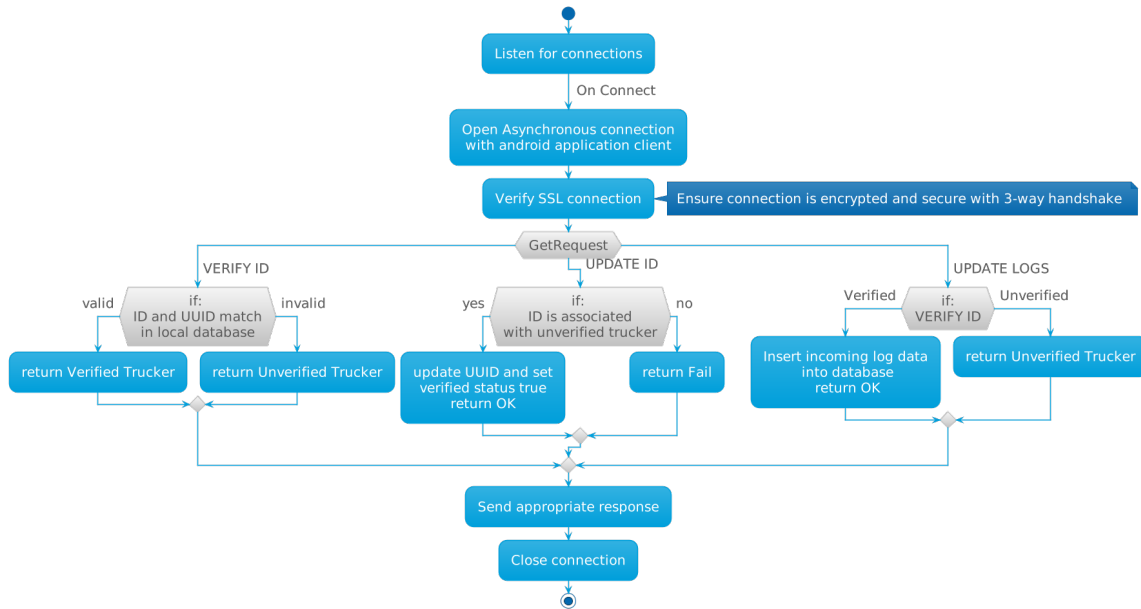 Listen for connections
On Connect
Open Asynchronous connection
with android application client
Verify SSL connection
Ensure connection is encrypted and secure with 3-way handshake
GetRequest
VERIFY ID
UPDATE ID
UPDATE LOGS
valid
if:
ID and UUID match
in local database
invalid
yes
if:
ID is associated
with unverified trucker
no
Verified
if:
VERIFY ID
Unverified
return Verified Trucker
return Unverified Trucker
update UUID and set
verified status true
return OK
return Fail
Insert incoming log data
into database
return OK
return Unverified Trucker
Send appropriate response
Close connection